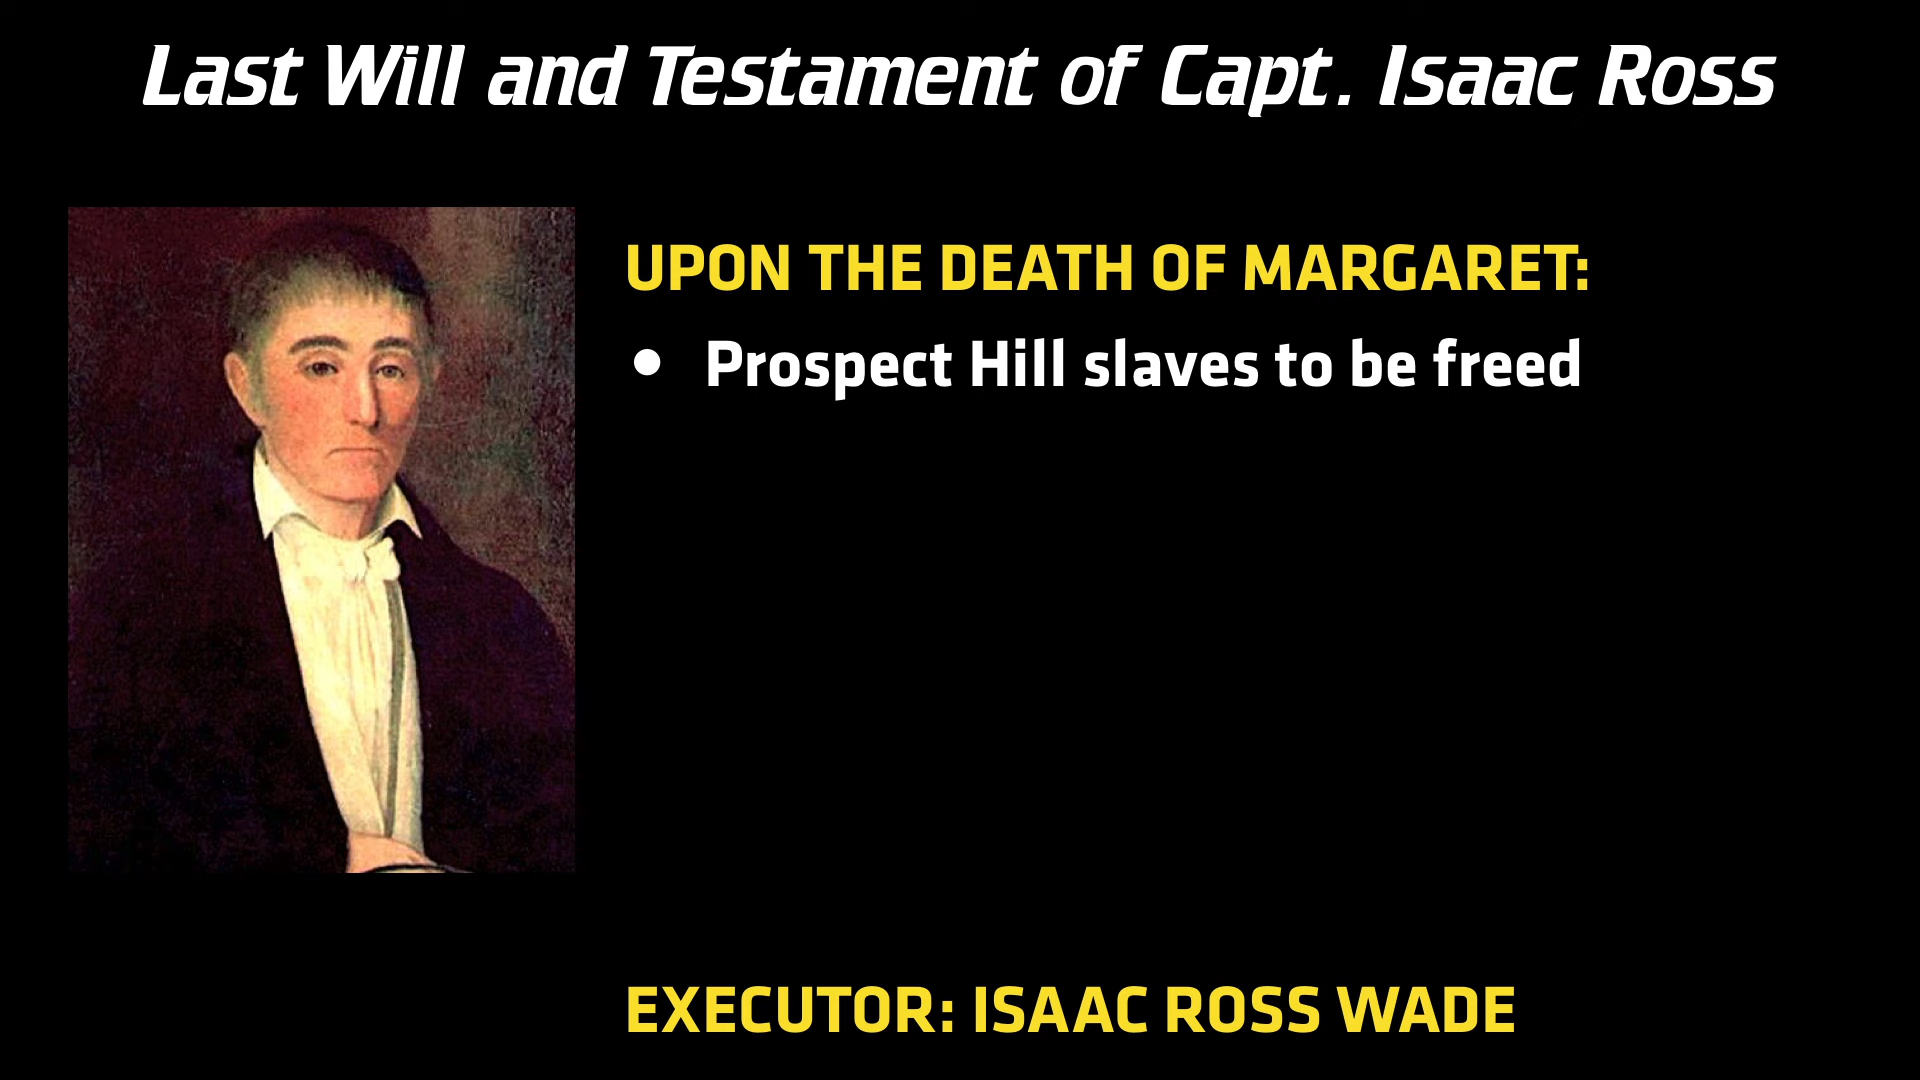 Last Will and Testament of Capt. Isaac Ross
UPON THE DEATH OF MARGARET:
• Prospect Hill slaves to be freed
EXECUTOR: ISAAC ROSS WADE